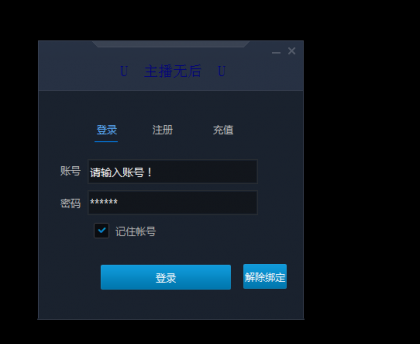 U 主播无后 U
登录 注册 充值
账号 请输入账号！
密码 ******
记住帐号
登录 解除绑定